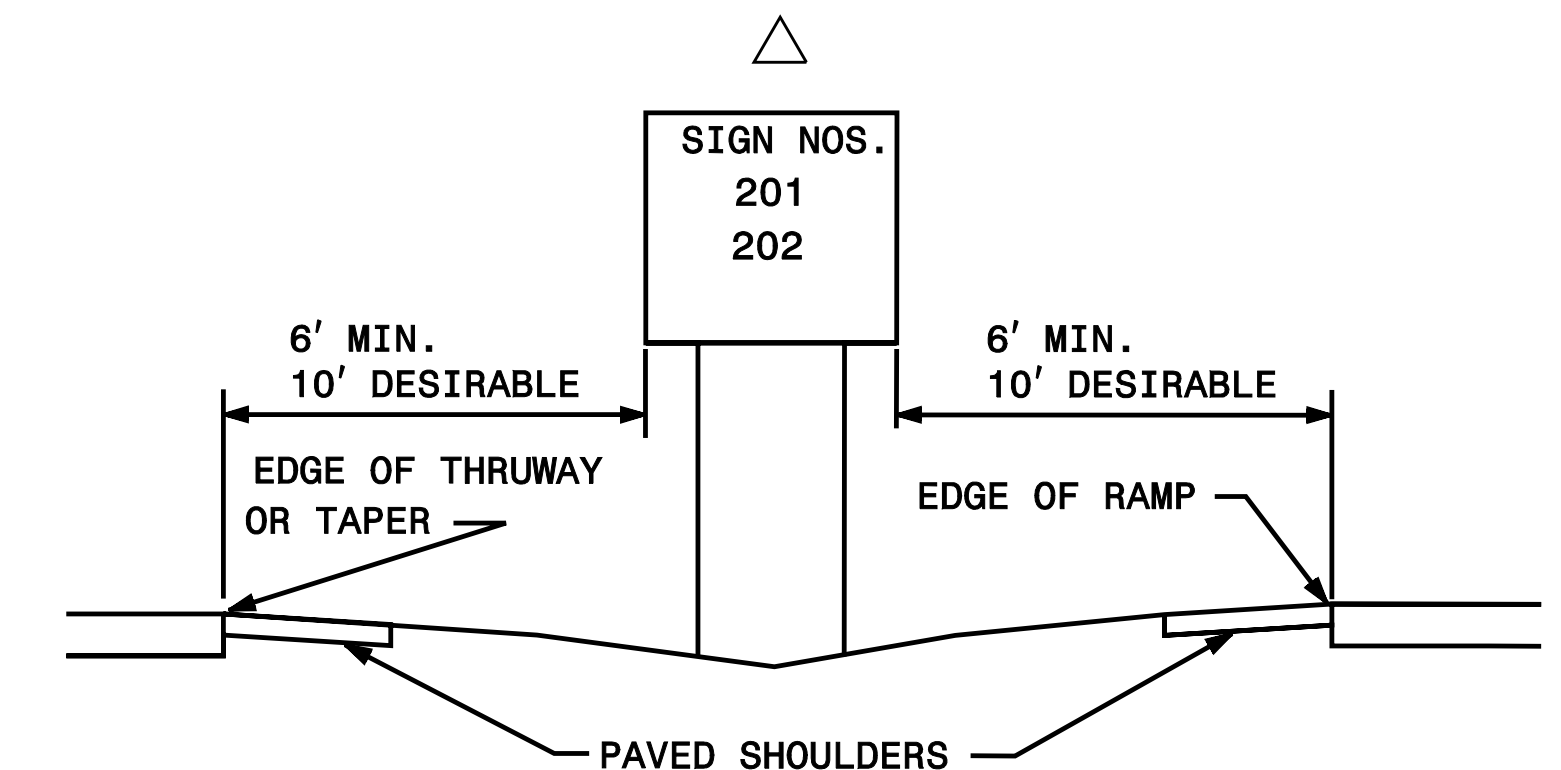 SIGN NOS.
201
202
6' MIN.
10' DESIRABLE
6' MIN.
10' DESIRABLE
EDGE OF THRUWAY
OR TAPER
EDGE OF RAMP
PAVED SHOULDERS